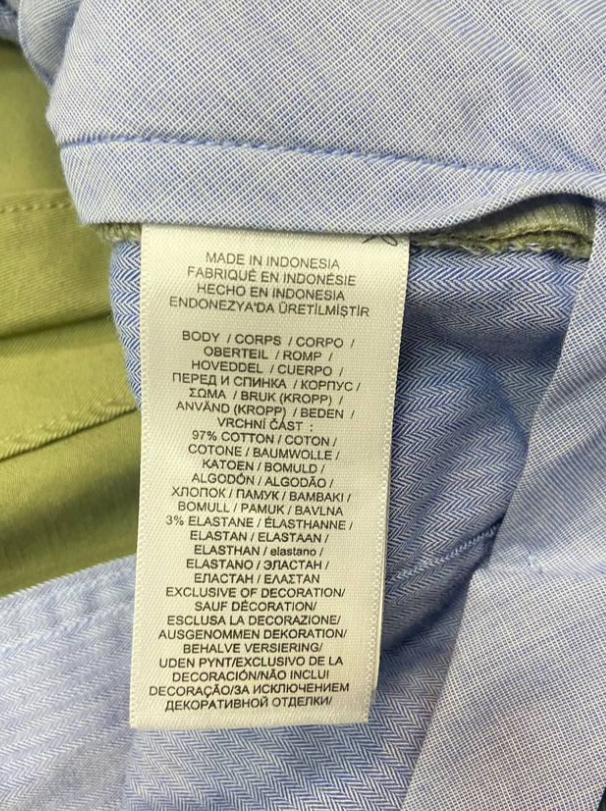 MADE IN INDONESIA
FABRIQUÉ EN INDONÉSIE
HECHO EN INDONESIA
ENDONEZYA'DA ÜRETİLMİŞTİR
BODY / CORPS / CORPO /
OBERTEIL / ROMP /
HOVEDDEL / CUERPO /
ПЕРЕД И СПИНКА / КОРПУС /
ΣΩΜΑ / BRUK (KROPP) /
ANVÄND (KROPP) / BEDEN /
VRCHNÍ ČÁST :
97% COTTON / COTON /
COTONE / BAUMWOLLE /
KATOEN / BOMULD /
ALGODÓN / ALGODÃO /
ХЛОПОК / ПАМУК / BAMBAKI /
BOMULL / PAMUK / BAVLNA
3% ELASTANE / ÉLASTHANNE /
ELASTAN / ELASTAAN /
ELASTHAN / elastano /
ELASTANO / ЭЛАСТАН /
ЕЛАСТАН / ΕΛΑΣΤΑΝ
EXCLUSIVE OF DECORATION/
SAUF DÉCORATION/
ESCLUSA LA DECORAZIONE/
AUSGENOMMEN DEKORATION/
BEHALVE VERSIERING/
UDEN PYNT/EXCLUSIVO DE LA
DECORACIÓN/NÃO INCLUI
DECORAÇÃO/ЗА ИСКЛЮЧЕНИЕМ
ДЕКОРАТИВНОЙ ОТДЕЛКИ/